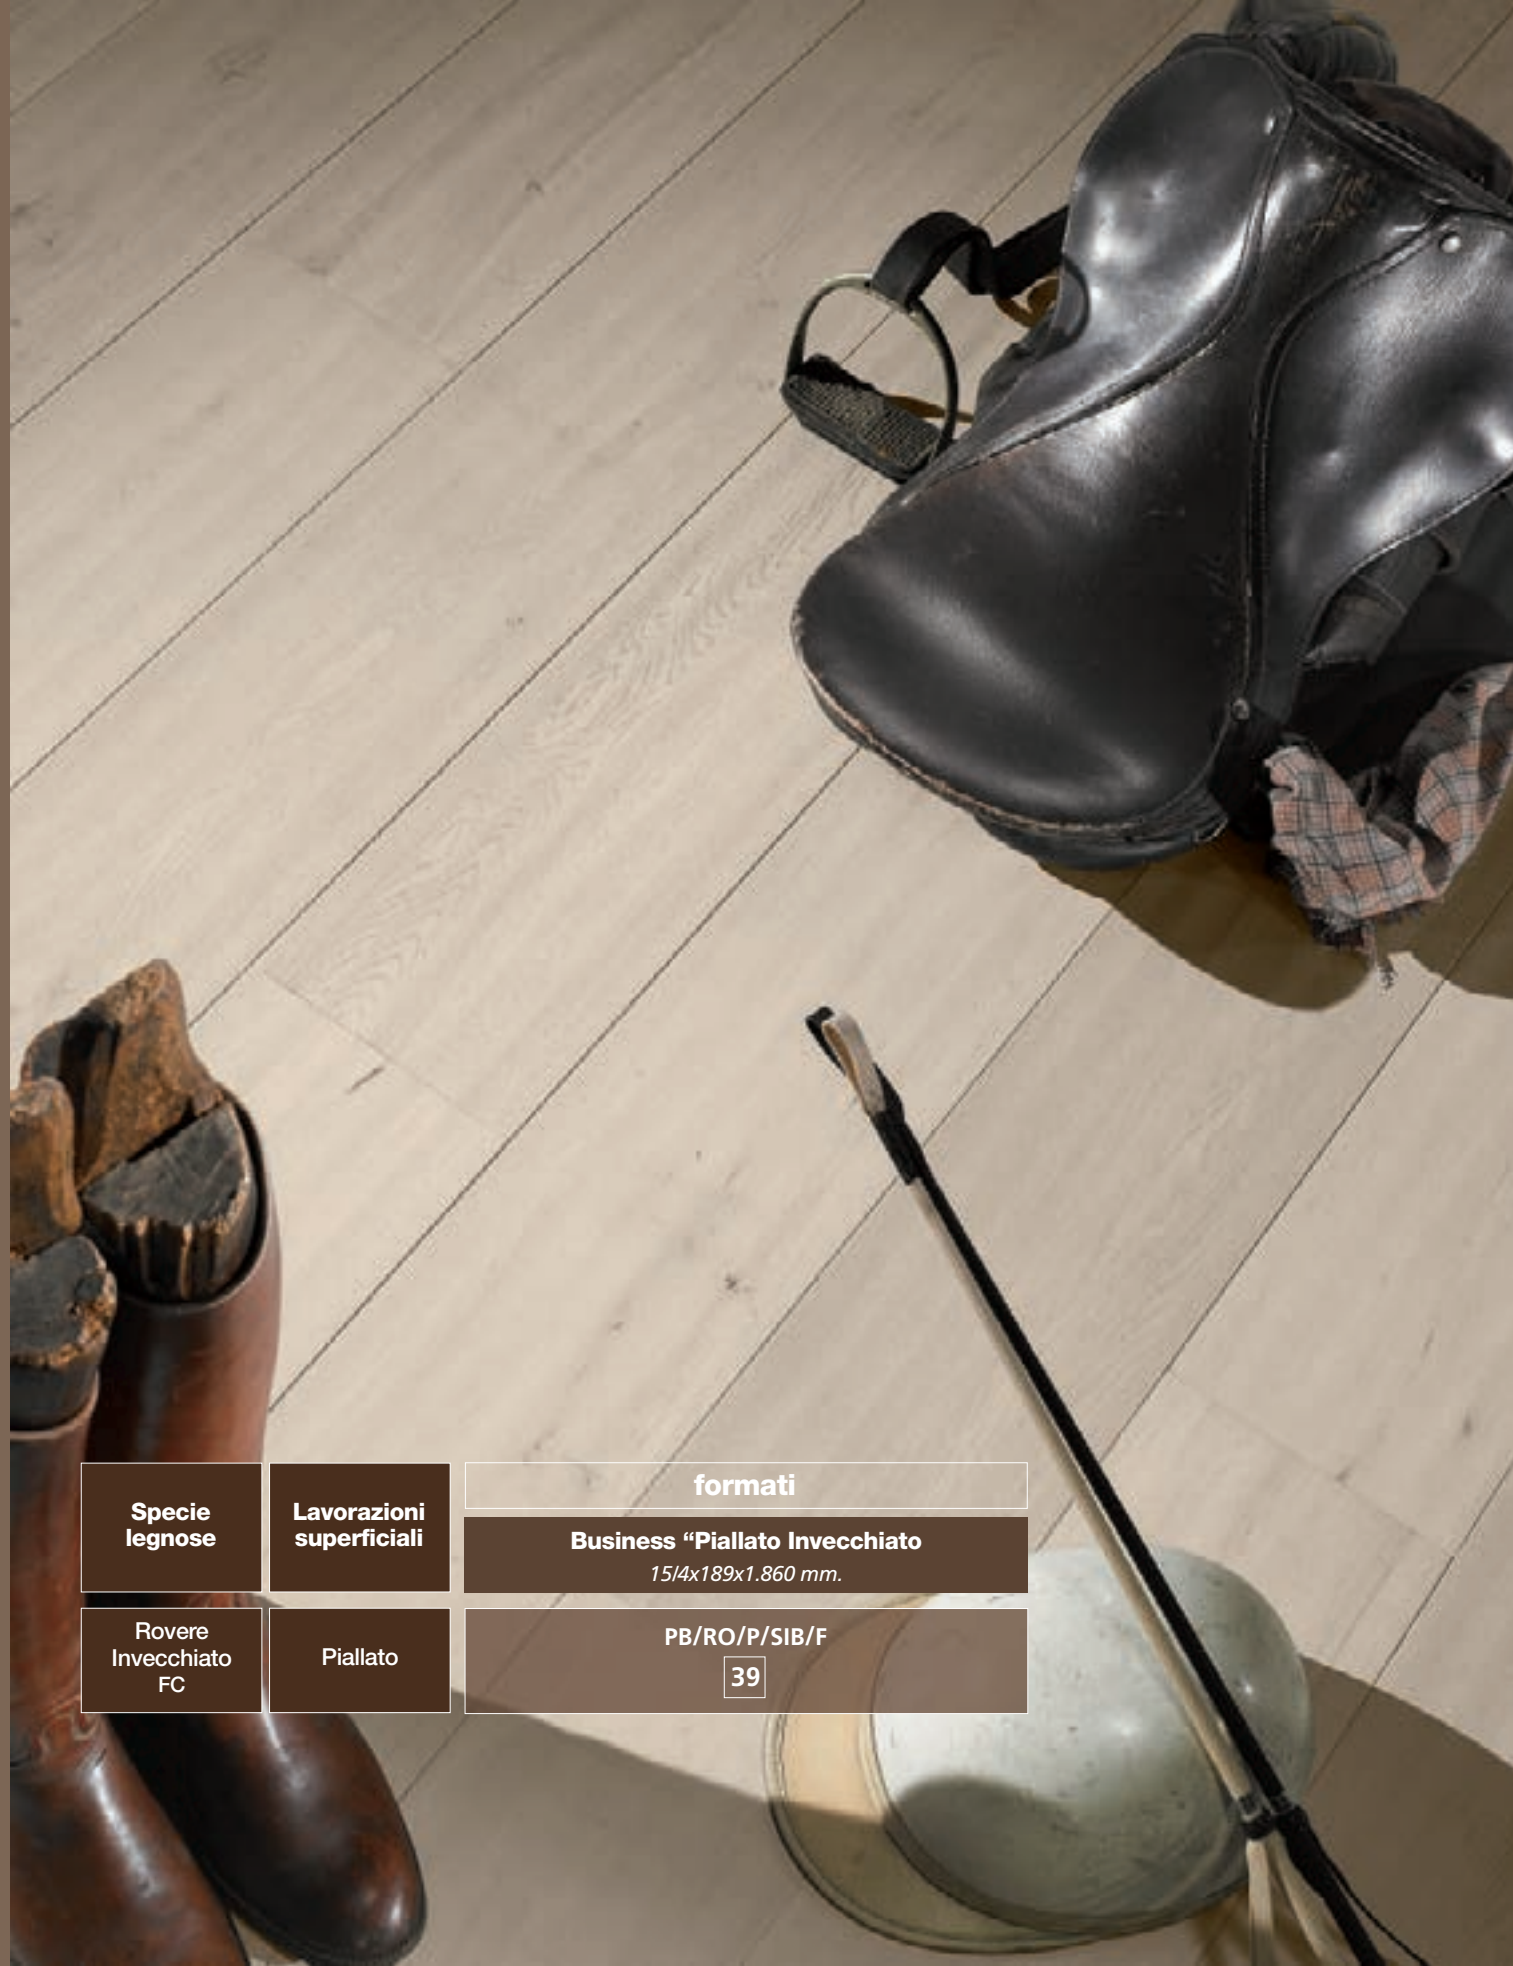 Specie
legnose
Lavorazioni
superficiali
formati
Business “Piallato Invecchiato
15/4x189x1.860 mm.
Rovere
Invecchiato
FC
Piallato
PB/RO/P/SIB/F
39